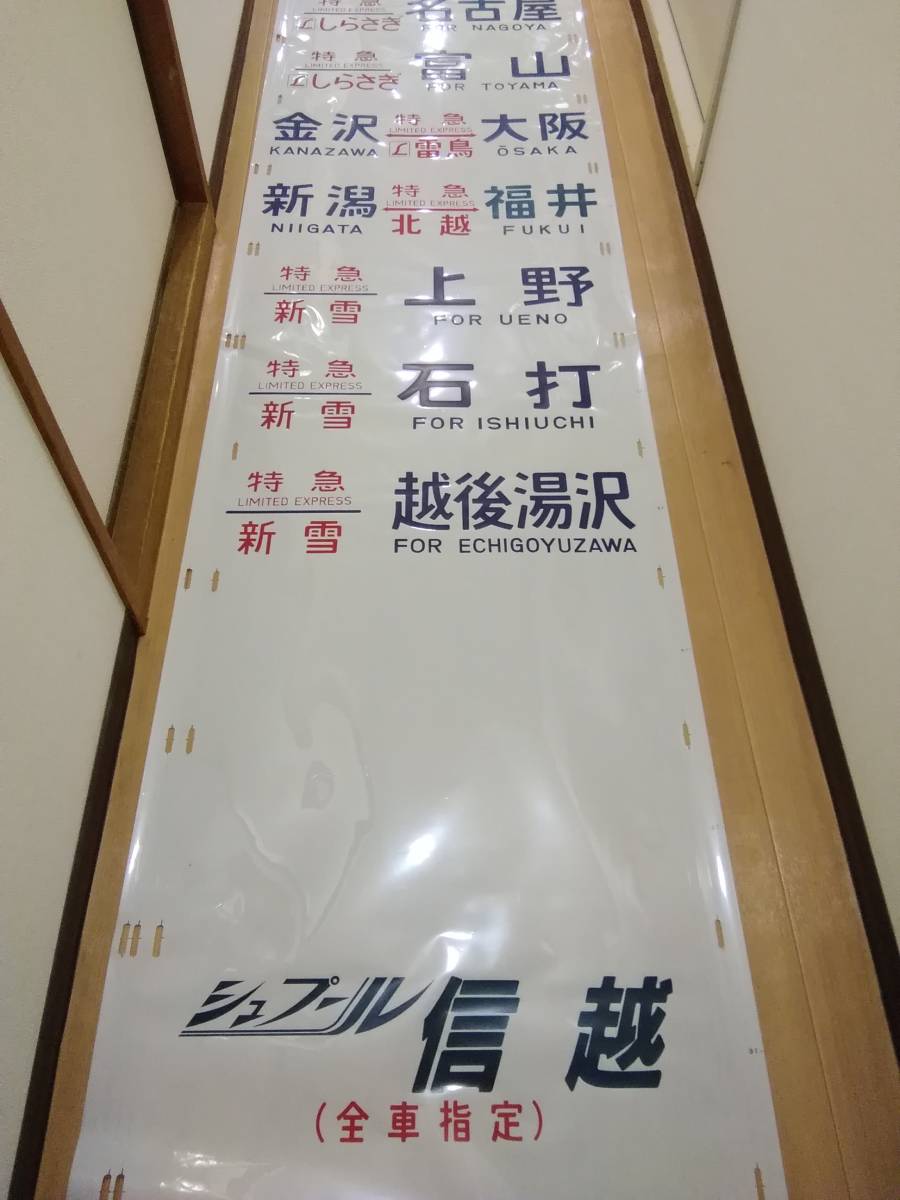 特急 名古屋
LIMITED EXPRESS
しらさぎ FOR NAGOYA
特急 富山
LIMITED EXPRESS
しらさぎ FOR TOYAMA
金沢 特急 大阪
LIMITED EXPRESS
KANAZAWA 雷鳥 ŌSAKA
新潟 特急 福井
LIMITED EXPRESS
NIIGATA 北越 FUKUI
特急 上野
LIMITED EXPRESS
新雪 FOR UENO
特急 石打
LIMITED EXPRESS
新雪 FOR ISHIUCHI
特急 越後湯沢
LIMITED EXPRESS
新雪 FOR ECHIGOYUZAWA
シュプール 信越
(全車指定)